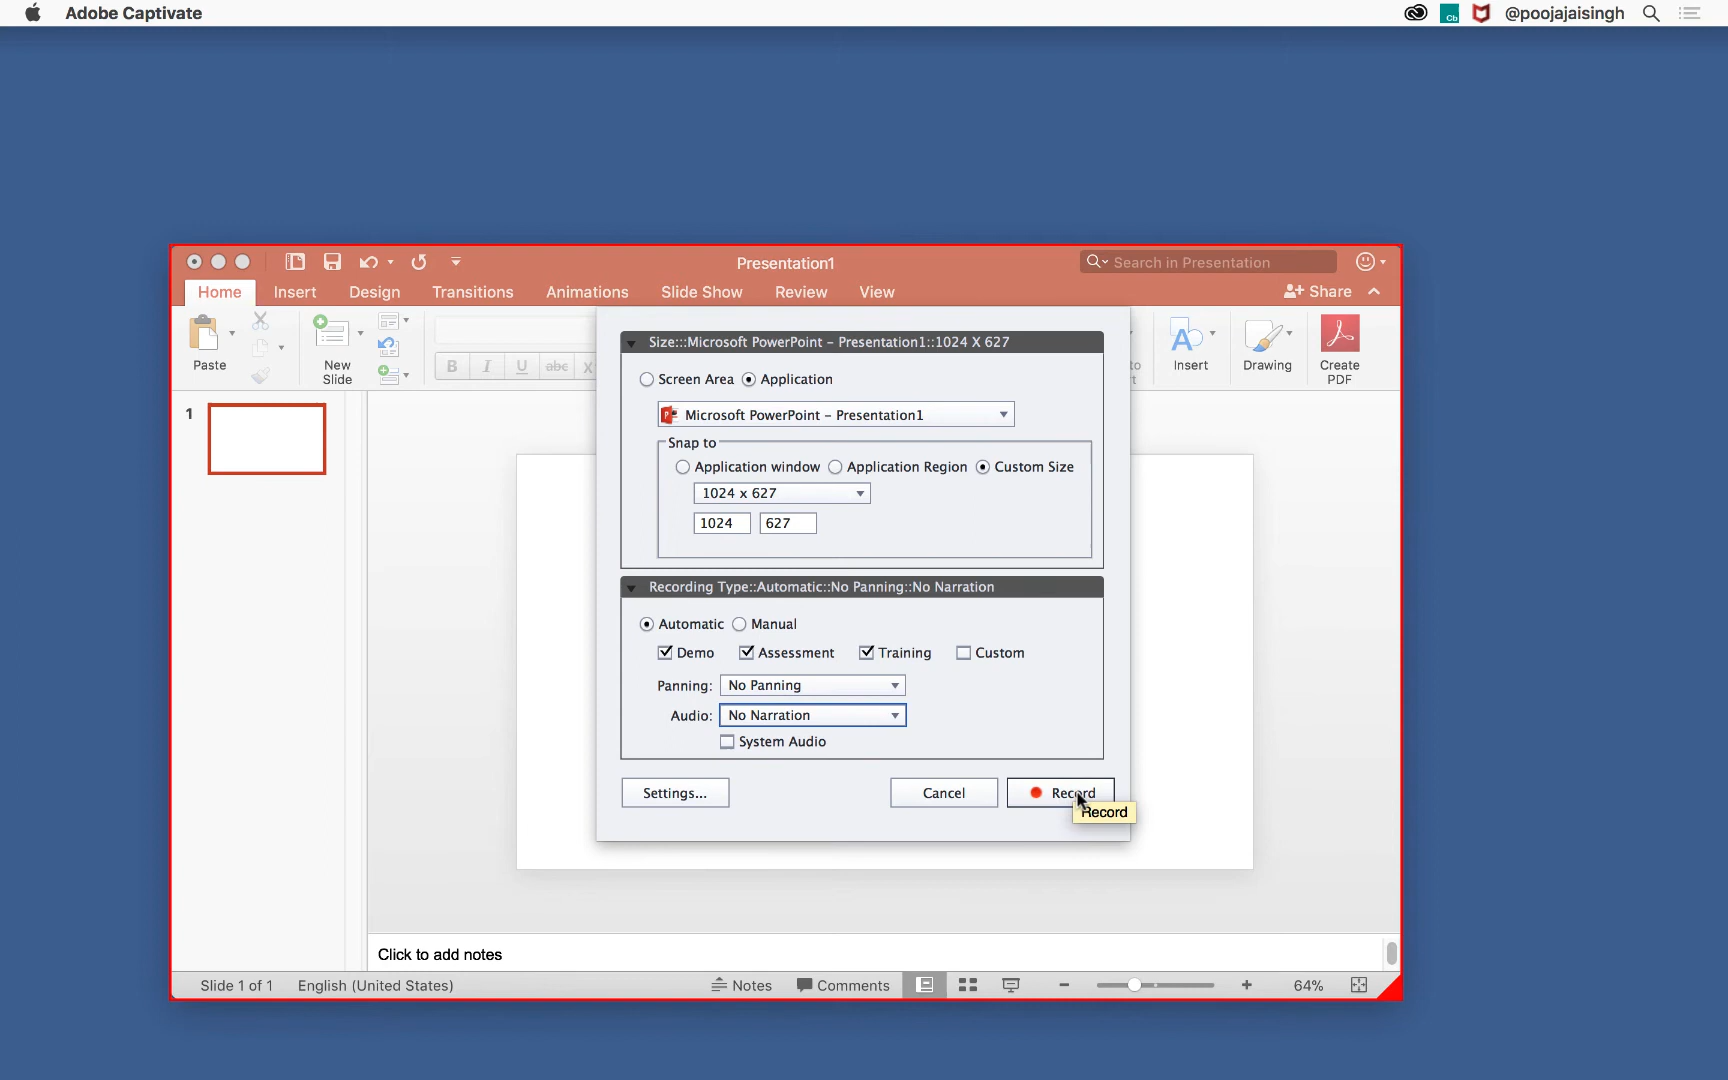 Adobe Captivate
Cb
@poojajaisingh
Presentation1
Search in Presentation
Home Insert Design Transitions Animations Slide Show Review View
Share
Paste
New
Slide
B I U abc X
Insert
Drawing
Create
PDF
Size:::Microsoft PowerPoint - Presentation1::1024 X 627
Screen Area Application
Microsoft PowerPoint - Presentation1
Snap to
Application window Application Region Custom Size
1024 x 627
1024 627
Recording Type::Automatic::No Panning::No Narration
Automatic Manual
Demo Assessment Training Custom
Panning: No Panning
Audio: No Narration
System Audio
Settings... Cancel Record
Record
1
Click to add notes
Slide 1 of 1 English (United States) Notes Comments 64%